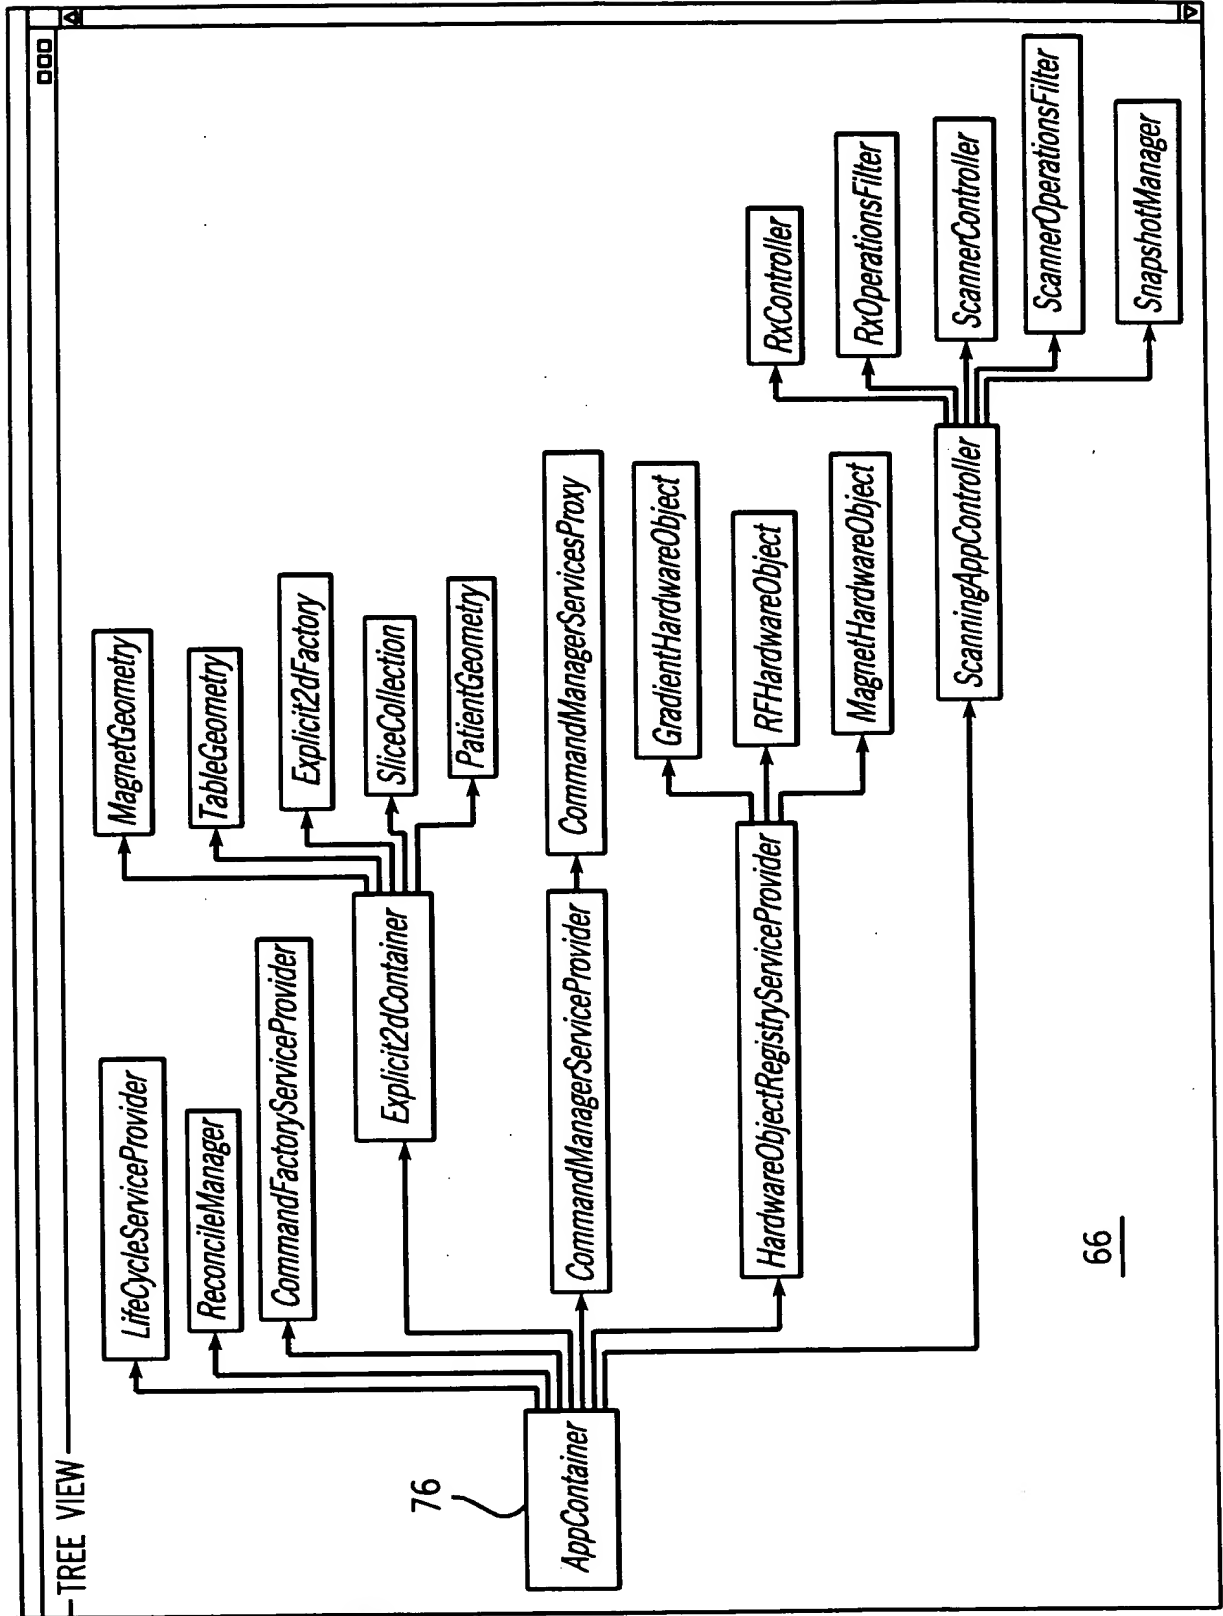 TREE VIEW
76
AppContainer
LifeCycleServiceProvider
ReconcileManager
CommandFactoryServiceProvider
Explicit2dContainer
MagnetGeometry
TableGeometry
Explicit2dFactory
SliceCollection
PatientGeometry
CommandManagerServiceProvider
CommandManagerServicesProxy
HardwareObjectRegistryServiceProvider
GradientHardwareObject
RFHardwareObject
MagnetHardwareObject
ScanningAppController
RxController
RxOperationsFilter
ScannerController
ScannerOperationsFilter
SnapshotManager
66